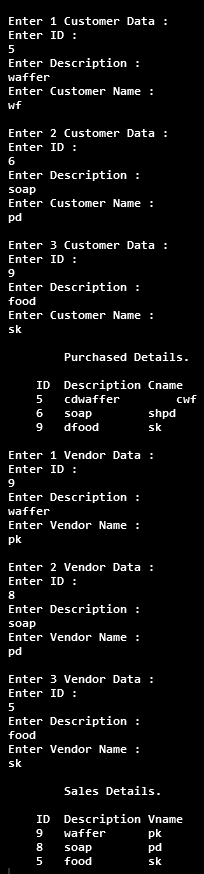 Enter 1 Customer Data :
Enter ID :
5
Enter Description :
waffer
Enter Customer Name :
wf
Enter 2 Customer Data :
Enter ID :
6
Enter Description :
soap
Enter Customer Name :
pd
Enter 3 Customer Data :
Enter ID :
9
Enter Description :
food
Enter Customer Name :
sk
Purchased Details.
ID Description Cname
5 cdwaffer cwf
6 soap shpd
9 dfood sk
Enter 1 Vendor Data :
Enter ID :
9
Enter Description :
waffer
Enter Vendor Name :
pk
Enter 2 Vendor Data :
Enter ID :
8
Enter Description :
soap
Enter Vendor Name :
pd
Enter 3 Vendor Data :
Enter ID :
5
Enter Description :
food
Enter Vendor Name :
sk
Sales Details.
ID Description Vname
9 waffer pk
8 soap pd
5 food sk